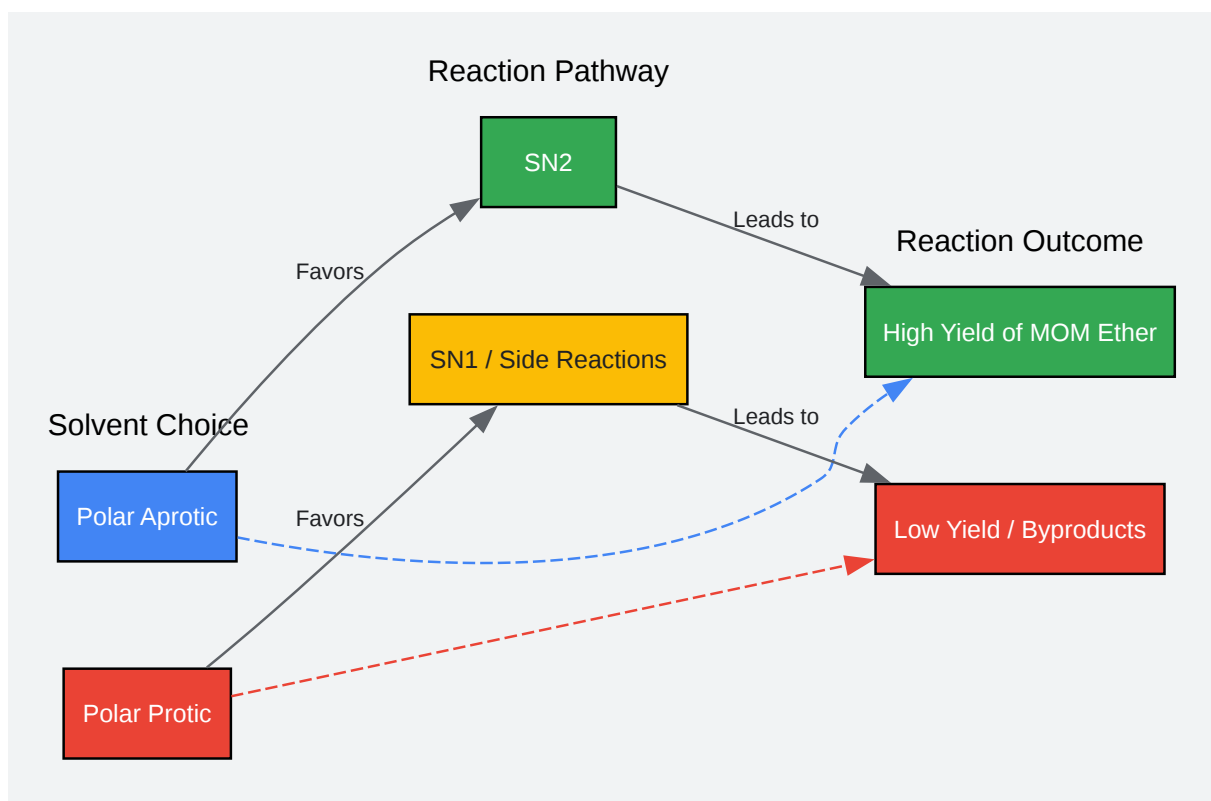 Reaction Pathway
SN2
Leads to
Reaction Outcome
Favors
High Yield of MOM Ether
SN1 / Side Reactions
Solvent Choice
Leads to
Polar Aprotic
Favors
Low Yield / Byproducts
Polar Protic